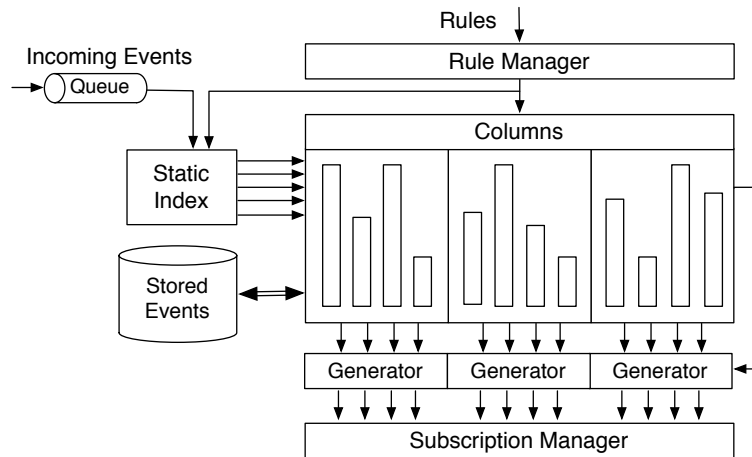 Rules
Incoming Events
Queue
Rule Manager
Columns
Static
Index
Stored
Events
Generator
Generator
Generator
Subscription Manager